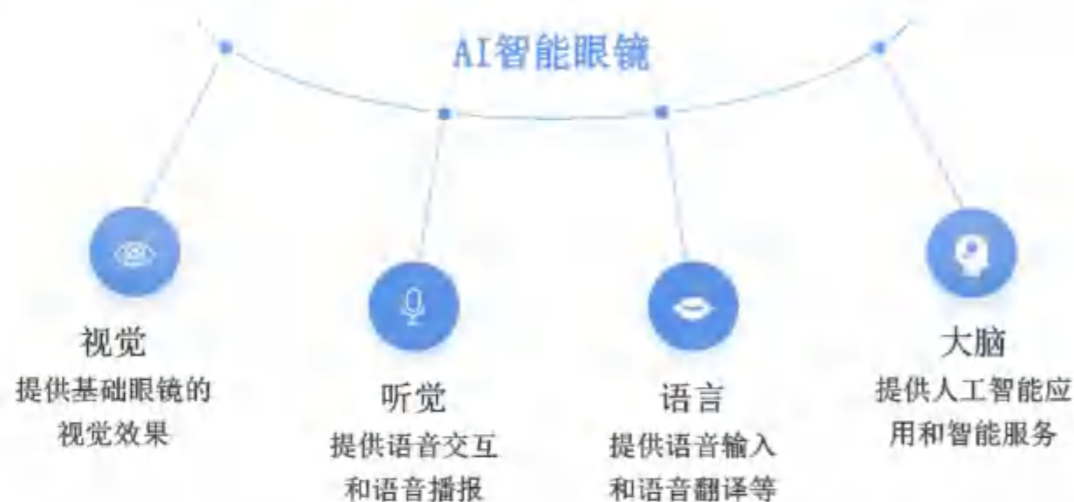 AI智能眼镜
视觉
提供基础眼镜的
视觉效果
听觉
提供语音交互
和语音播报
语言
提供语音输入
和语音翻译等
大脑
提供人工智能应
用和智能服务